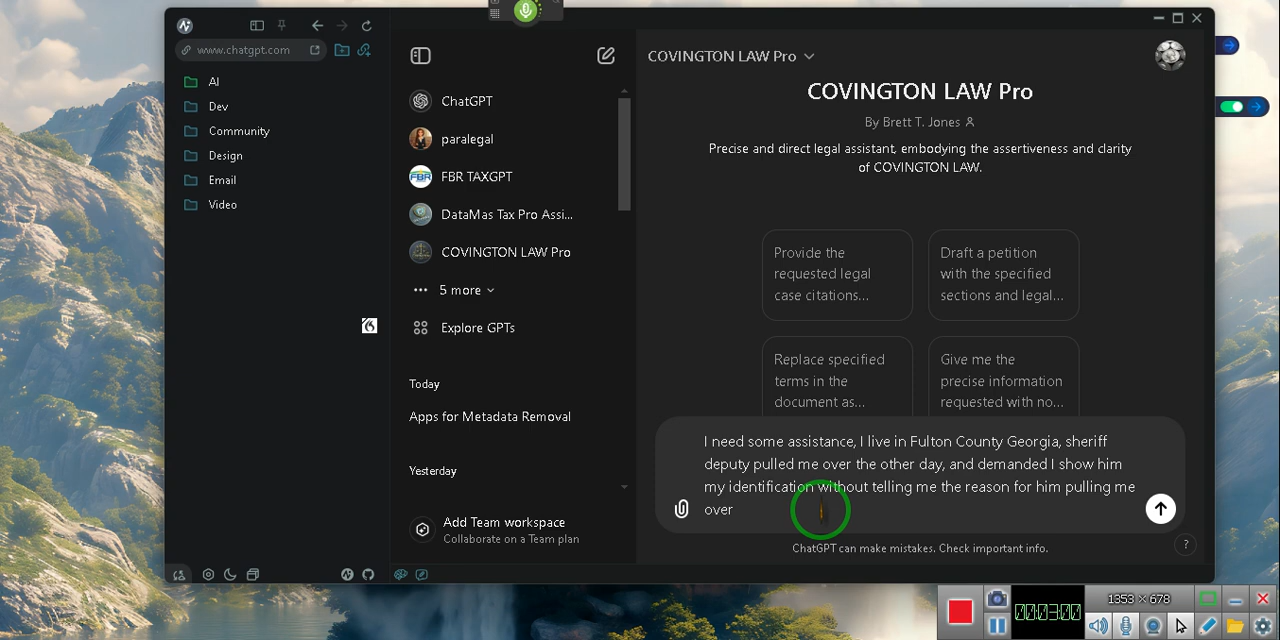 www.chatgpt.com
AI
Dev
Community
Design
Email
Video
ChatGPT
paralegal
FBR TAXGPT
DataMas Tax Pro Assi...
COVINGTON LAW Pro
5 more
Explore GPTs
Today
Apps for Metadata Removal
Yesterday
Add Team workspace
Collaborate on a Team plan
COVINGTON LAW Pro
COVINGTON LAW Pro
By Brett T. Jones
Precise and direct legal assistant, embodying the assertiveness and clarity
of COVINGTON LAW.
Provide the
requested legal
case citations...
Draft a petition
with the specified
sections and legal...
Replace specified
terms in the
document as...
Give me the
precise information
requested with no...
I need some assistance, I live in Fulton County Georgia, sheriff
deputy pulled me over the other day, and demanded I show him
my identification without telling me the reason for him pulling me
over
ChatGPT can make mistakes. Check important info.
?
1353 × 678
00:03:00